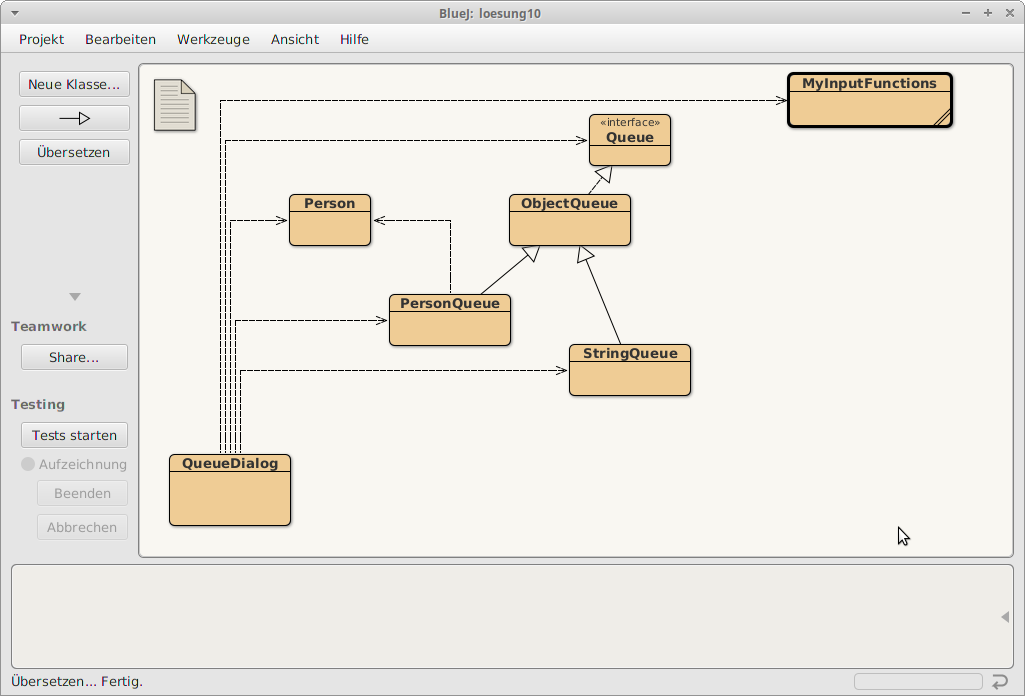 BlueJ: loesung10
Projekt Bearbeiten Werkzeuge Ansicht Hilfe
Neue Klasse...
Übersetzen
Teamwork
Share...
Testing
Tests starten
Aufzeichnung
Beenden
Abbrechen
MyInputFunctions
«interface»
Queue
Person
ObjectQueue
PersonQueue
StringQueue
QueueDialog
Übersetzen... Fertig.